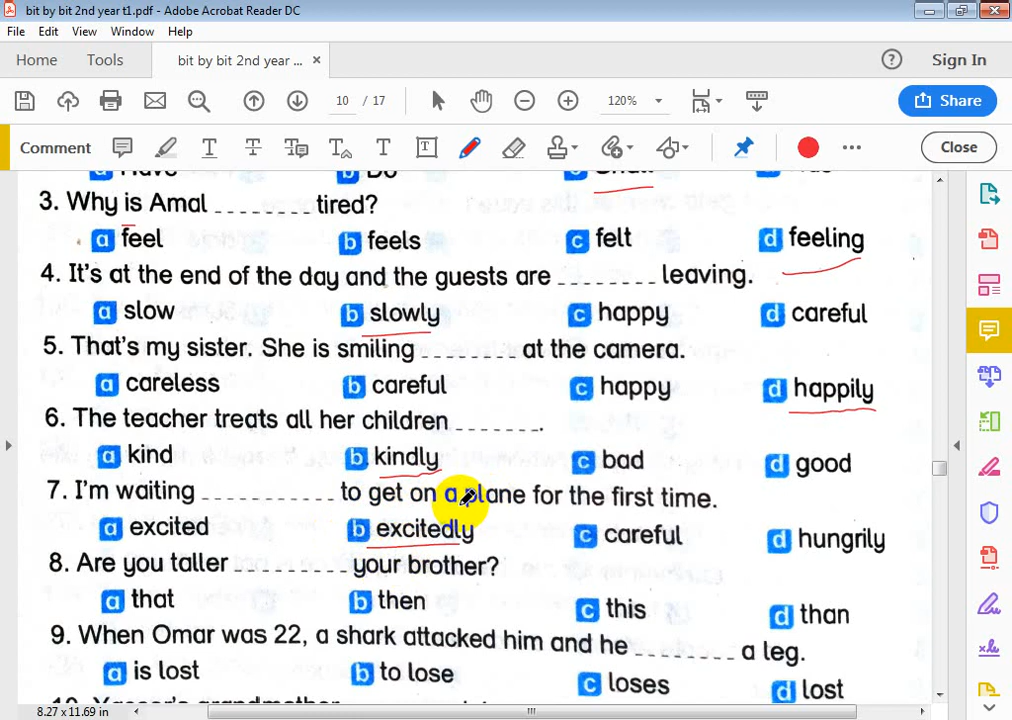 bit by bit 2nd year t1.pdf - Adobe Acrobat Reader DC
File Edit View Window Help
Home Tools bit by bit 2nd year ... × ? Sign In
10 / 17 120% Share
Comment Close
3. Why is Amal _________ tired?
a feel b feels c felt d feeling
4. It's at the end of the day and the guests are _________ leaving.
a slow b slowly c happy d careful
5. That's my sister. She is smiling _________ at the camera.
a careless b careful c happy d happily
6. The teacher treats all her children ________.
a kind b kindly c bad d good
7. I'm waiting ____________ to get on a plane for the first time.
a excited b excitedly c careful d hungrily
8. Are you taller ___________ your brother?
a that b then c this d than
9. When Omar was 22, a shark attacked him and he _________ a leg.
a is lost b to lose c loses d lost
8.27 x 11.69 in